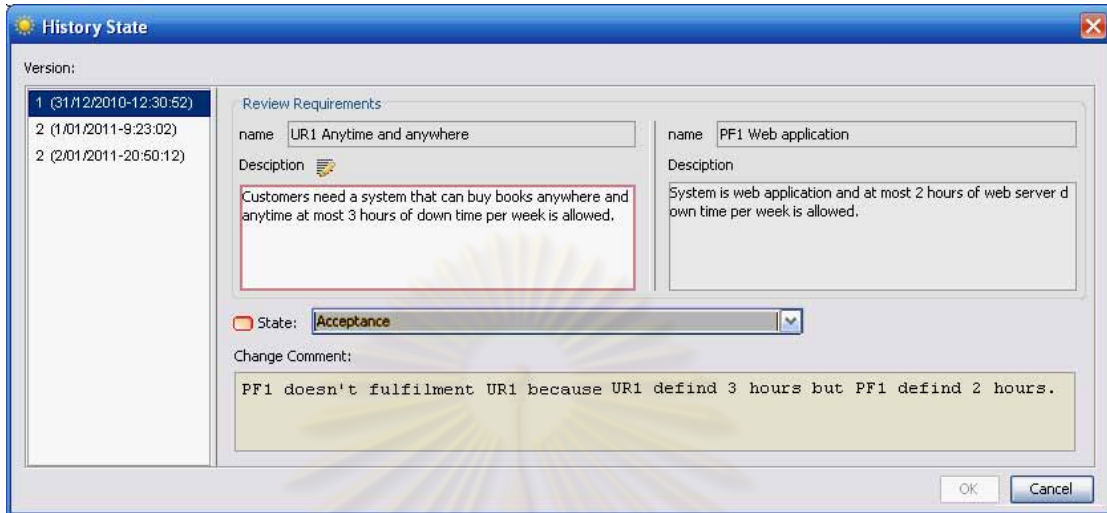 History State
Version:
1 (31/12/2010-12:30:52)
2 (1/01/2011-9:23:02)
2 (2/01/2011-20:50:12)
Review Requirements
name UR1 Anytime and anywhere
Desciption
Customers need a system that can buy books anywhere and
anytime at most 3 hours of down time per week is allowed.
name PF1 Web application
Desciption
System is web application and at most 2 hours of web server d
own time per week is allowed.
State: Acceptance
Change Comment:
PF1 doesn't fulfilment UR1 because UR1 defind 3 hours but PF1 defind 2 hours.
OK Cancel